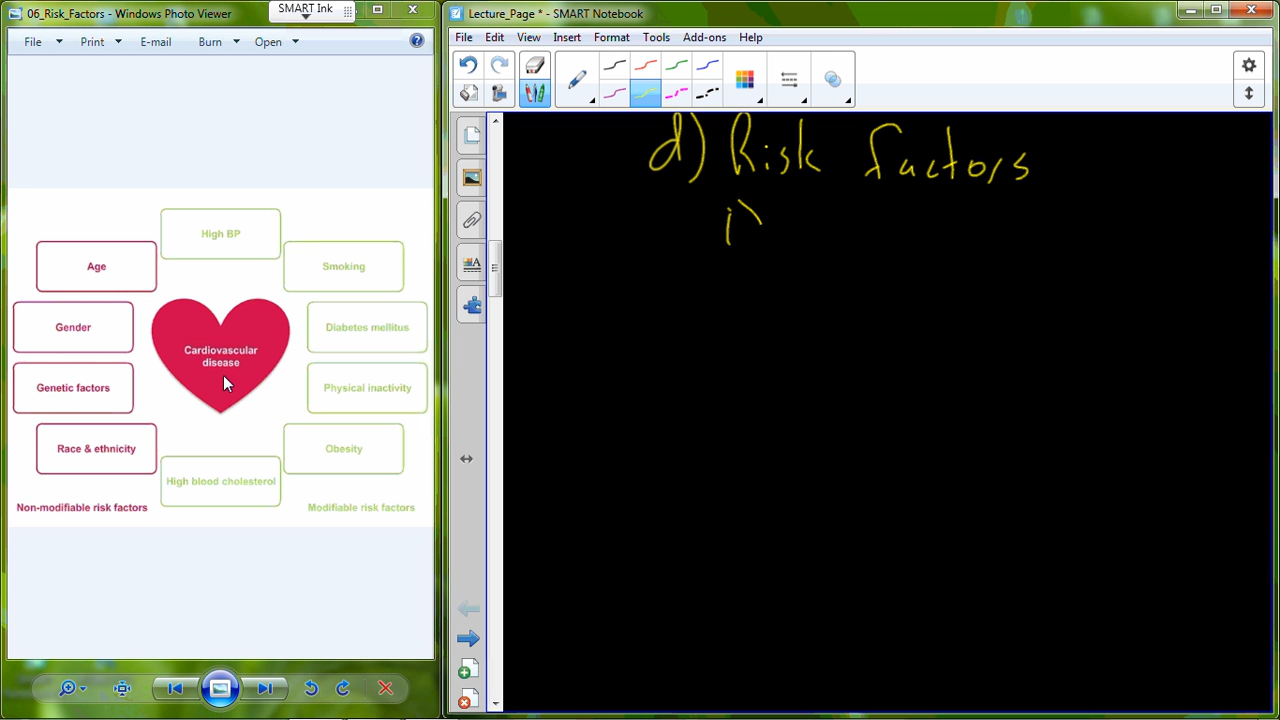 06_Risk_Factors - Windows Photo Viewer
SMART Ink
File Print E-mail Burn Open
High BP
Age
Smoking
Gender
Diabetes mellitus
Cardiovascular
disease
Genetic factors
Physical inactivity
Race & ethnicity
Obesity
High blood cholesterol
Non-modifiable risk factors
Modifiable risk factors
Lecture_Page * - SMART Notebook
File Edit View Insert Format Tools Add-ons Help
d) Risk factors
i)